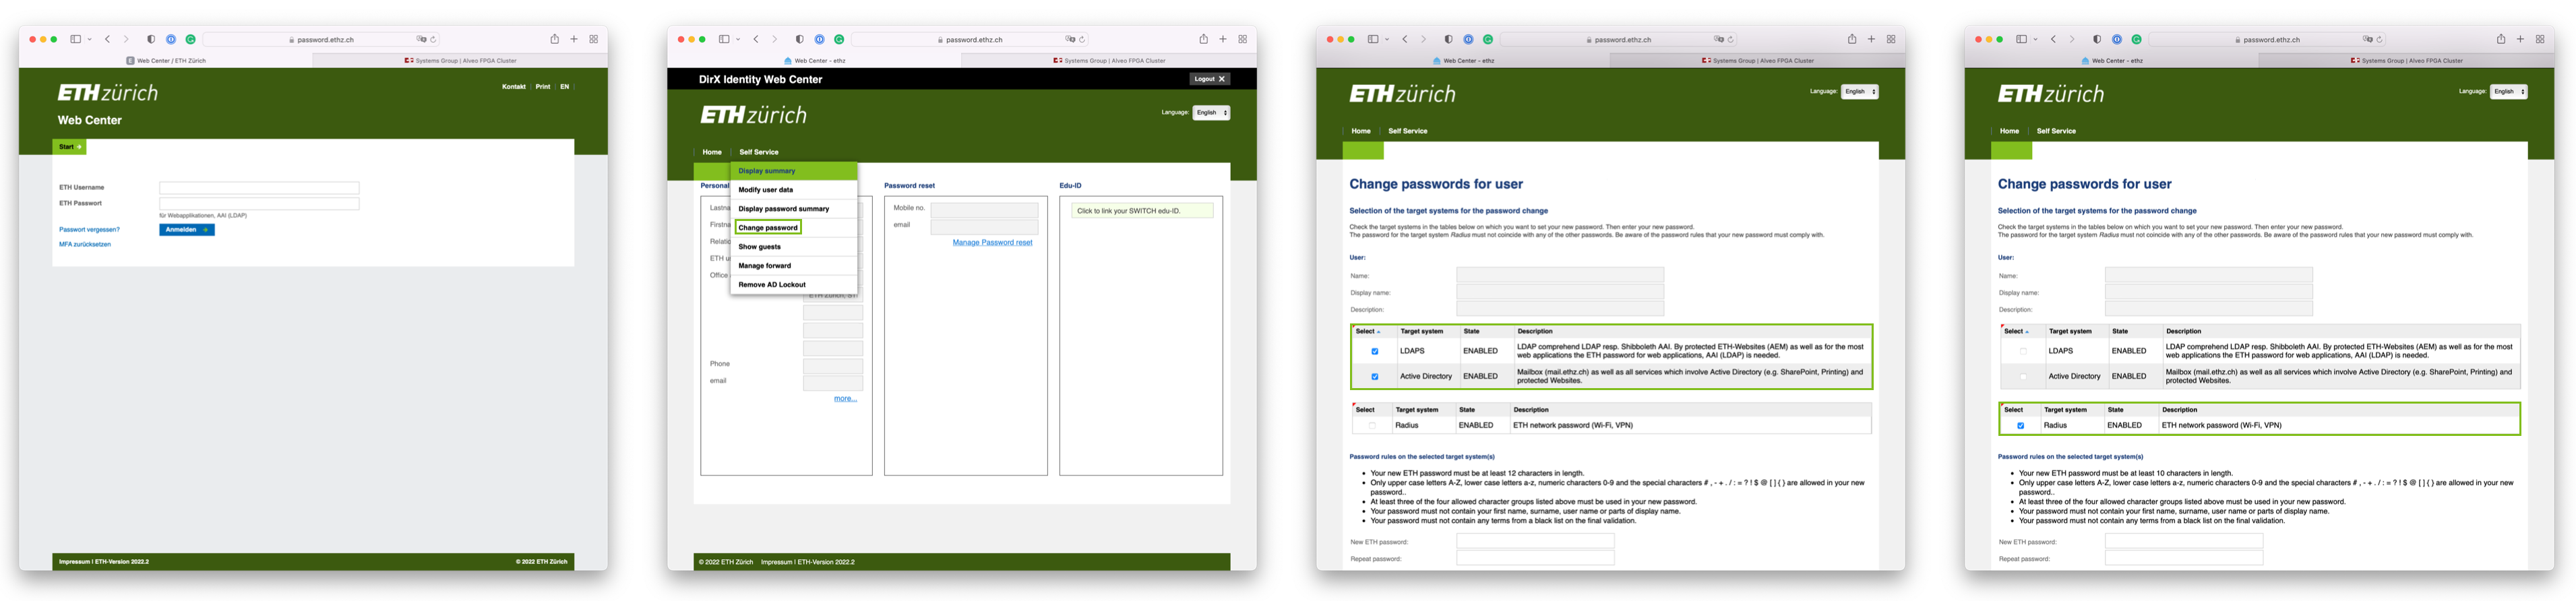 password.ethz.ch
Web Center / ETH Zürich
Systems Group | Alveo FPGA Cluster
ETH zürich
Kontakt Print EN
Web Center
Start →
ETH Username
ETH Passwort
für Webapplikationen, AAI (LDAP)
Passwort vergessen?
Anmelden →
MFA zurücksetzen
Impressum | ETH-Version 2022.2
© 2022 ETH Zürich
password.ethz.ch
Web Center - ethz
Systems Group | Alveo FPGA Cluster
DirX Identity Web Center
Logout X
ETH zürich
Language: English
Home Self Service
Display summary
Modify user data
Display password summary
Change password
Show guests
Manage forward
Remove AD Lockout
Personal
Lastna
Firstna
Relatio
ETH u
Office
Phone
email
more...
Password reset
Mobile no.
email
Manage Password reset
Edu-ID
Click to link your SWITCH edu-ID.
© 2022 ETH Zürich Impressum | ETH-Version 2022.2
password.ethz.ch
Web Center - ethz
Systems Group | Alveo FPGA Cluster
ETH zürich
Language: English
Home Self Service
Change passwords for user
Selection of the target systems for the password change
Check the target systems in the tables below on which you want to set your new password. Then enter your new password.
The password for the target system Radius must not coincide with any of the other passwords. Be aware of the password rules that your new password must comply with.
User:
Name:
Display name:
Description:
Select Target system State Description
LDAPS ENABLED LDAP comprehend LDAP resp. Shibboleth AAI. By protected ETH-Websites (AEM) as well as for the most
web applications the ETH password for web applications, AAI (LDAP) is needed.
Active Directory ENABLED Mailbox (mail.ethz.ch) as well as all services which involve Active Directory (e.g. SharePoint, Printing) and
protected Websites.
Select Target system State Description
Radius ENABLED ETH network password (Wi-Fi, VPN)
Password rules on the selected target system(s)
• Your new ETH password must be at least 12 characters in length.
• Only upper case letters A-Z, lower case letters a-z, numeric characters 0-9 and the special characters # , - + . / : = ? ! $ @ [ ] { } are allowed in your new
password..
• At least three of the four allowed character groups listed above must be used in your new password.
• Your password must not contain your first name, surname, user name or parts of display name.
• Your password must not contain any terms from a black list on the final validation.
New ETH password:
Repeat password:
password.ethz.ch
Web Center - ethz
Systems Group | Alveo FPGA Cluster
ETH zürich
Language: English
Home Self Service
Change passwords for user
Selection of the target systems for the password change
Check the target systems in the tables below on which you want to set your new password. Then enter your new password.
The password for the target system Radius must not coincide with any of the other passwords. Be aware of the password rules that your new password must comply with.
User:
Name:
Display name:
Description:
Select Target system State Description
LDAPS ENABLED LDAP comprehend LDAP resp. Shibboleth AAI. By protected ETH-Websites (AEM) as well as for the most
web applications the ETH password for web applications, AAI (LDAP) is needed.
Active Directory ENABLED Mailbox (mail.ethz.ch) as well as all services which involve Active Directory (e.g. SharePoint, Printing) and
protected Websites.
Select Target system State Description
Radius ENABLED ETH network password (Wi-Fi, VPN)
Password rules on the selected target system(s)
• Your new ETH password must be at least 10 characters in length.
• Only upper case letters A-Z, lower case letters a-z, numeric characters 0-9 and the special characters # , - + . / : = ? ! $ @ [ ] { } are allowed in your new
password..
• At least three of the four allowed character groups listed above must be used in your new password.
• Your password must not contain your first name, surname, user name or parts of display name.
• Your password must not contain any terms from a black list on the final validation.
New ETH password:
Repeat password: